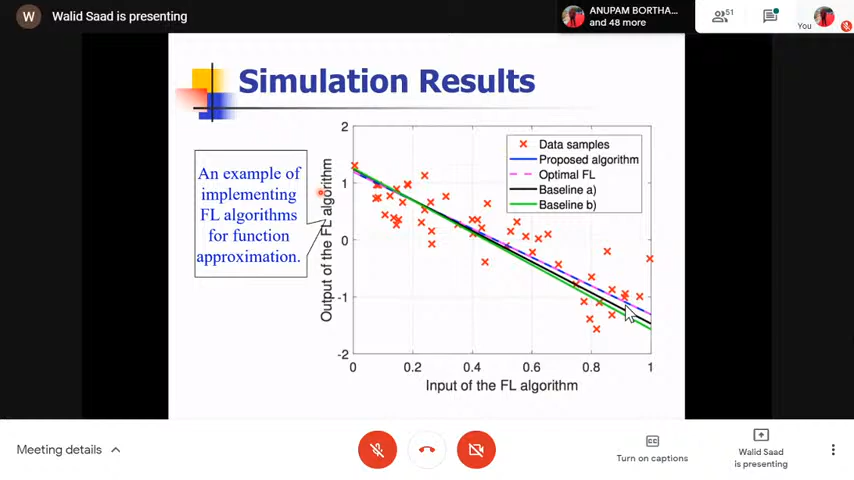 W Walid Saad is presenting
ANUPAM BORTHA...
and 48 more
51
You
Simulation Results
An example of
implementing
FL algorithms
for function
approximation.
Output of the FL algorithm
2
1
0
-1
-2
0 0.2 0.4 0.6 0.8 1
Input of the FL algorithm
Data samples
Proposed algorithm
Optimal FL
Baseline a)
Baseline b)
Meeting details
CC
Turn on captions
Walid Saad
is presenting